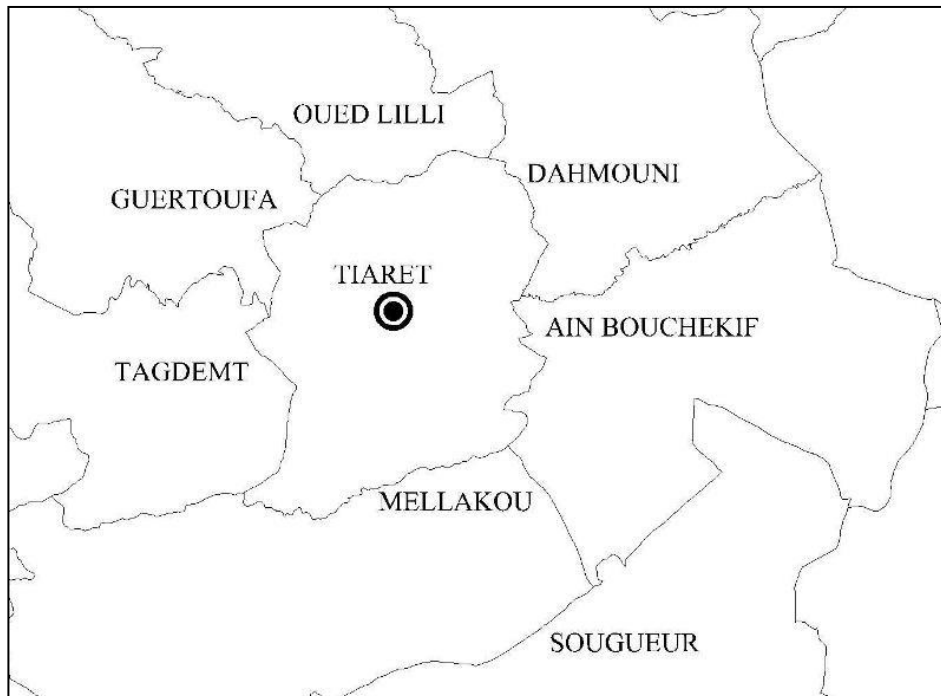 OUED LILLI
DAHMOUNI
GUERTOUFA
TIARET
AIN BOUCHEKIF
TAGDEMT
MELLAKOU
SOUGUEUR